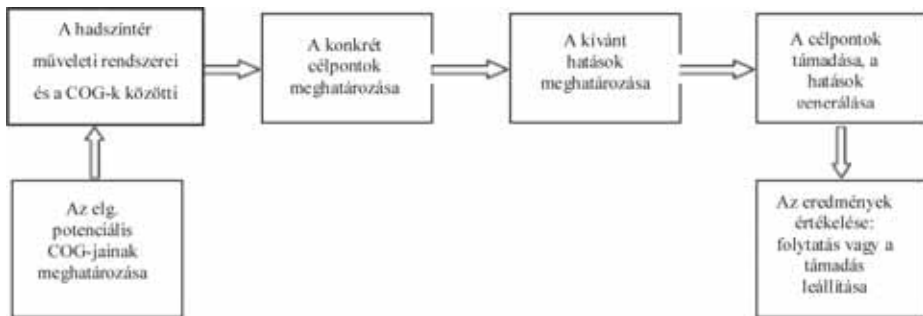 A hadszíntér
műveleti rendszerei
és a COG-k közötti
A konkrét
célpontok
meghatározása
A kívánt
hatások
meghatározása
A célpontok
támadása, a
hatások
venerálása
Az elg.
potenciális
COG-jainak
meghatározása
Az eredmények
értékelése:
folytatás vagy a
támadás
leállítása